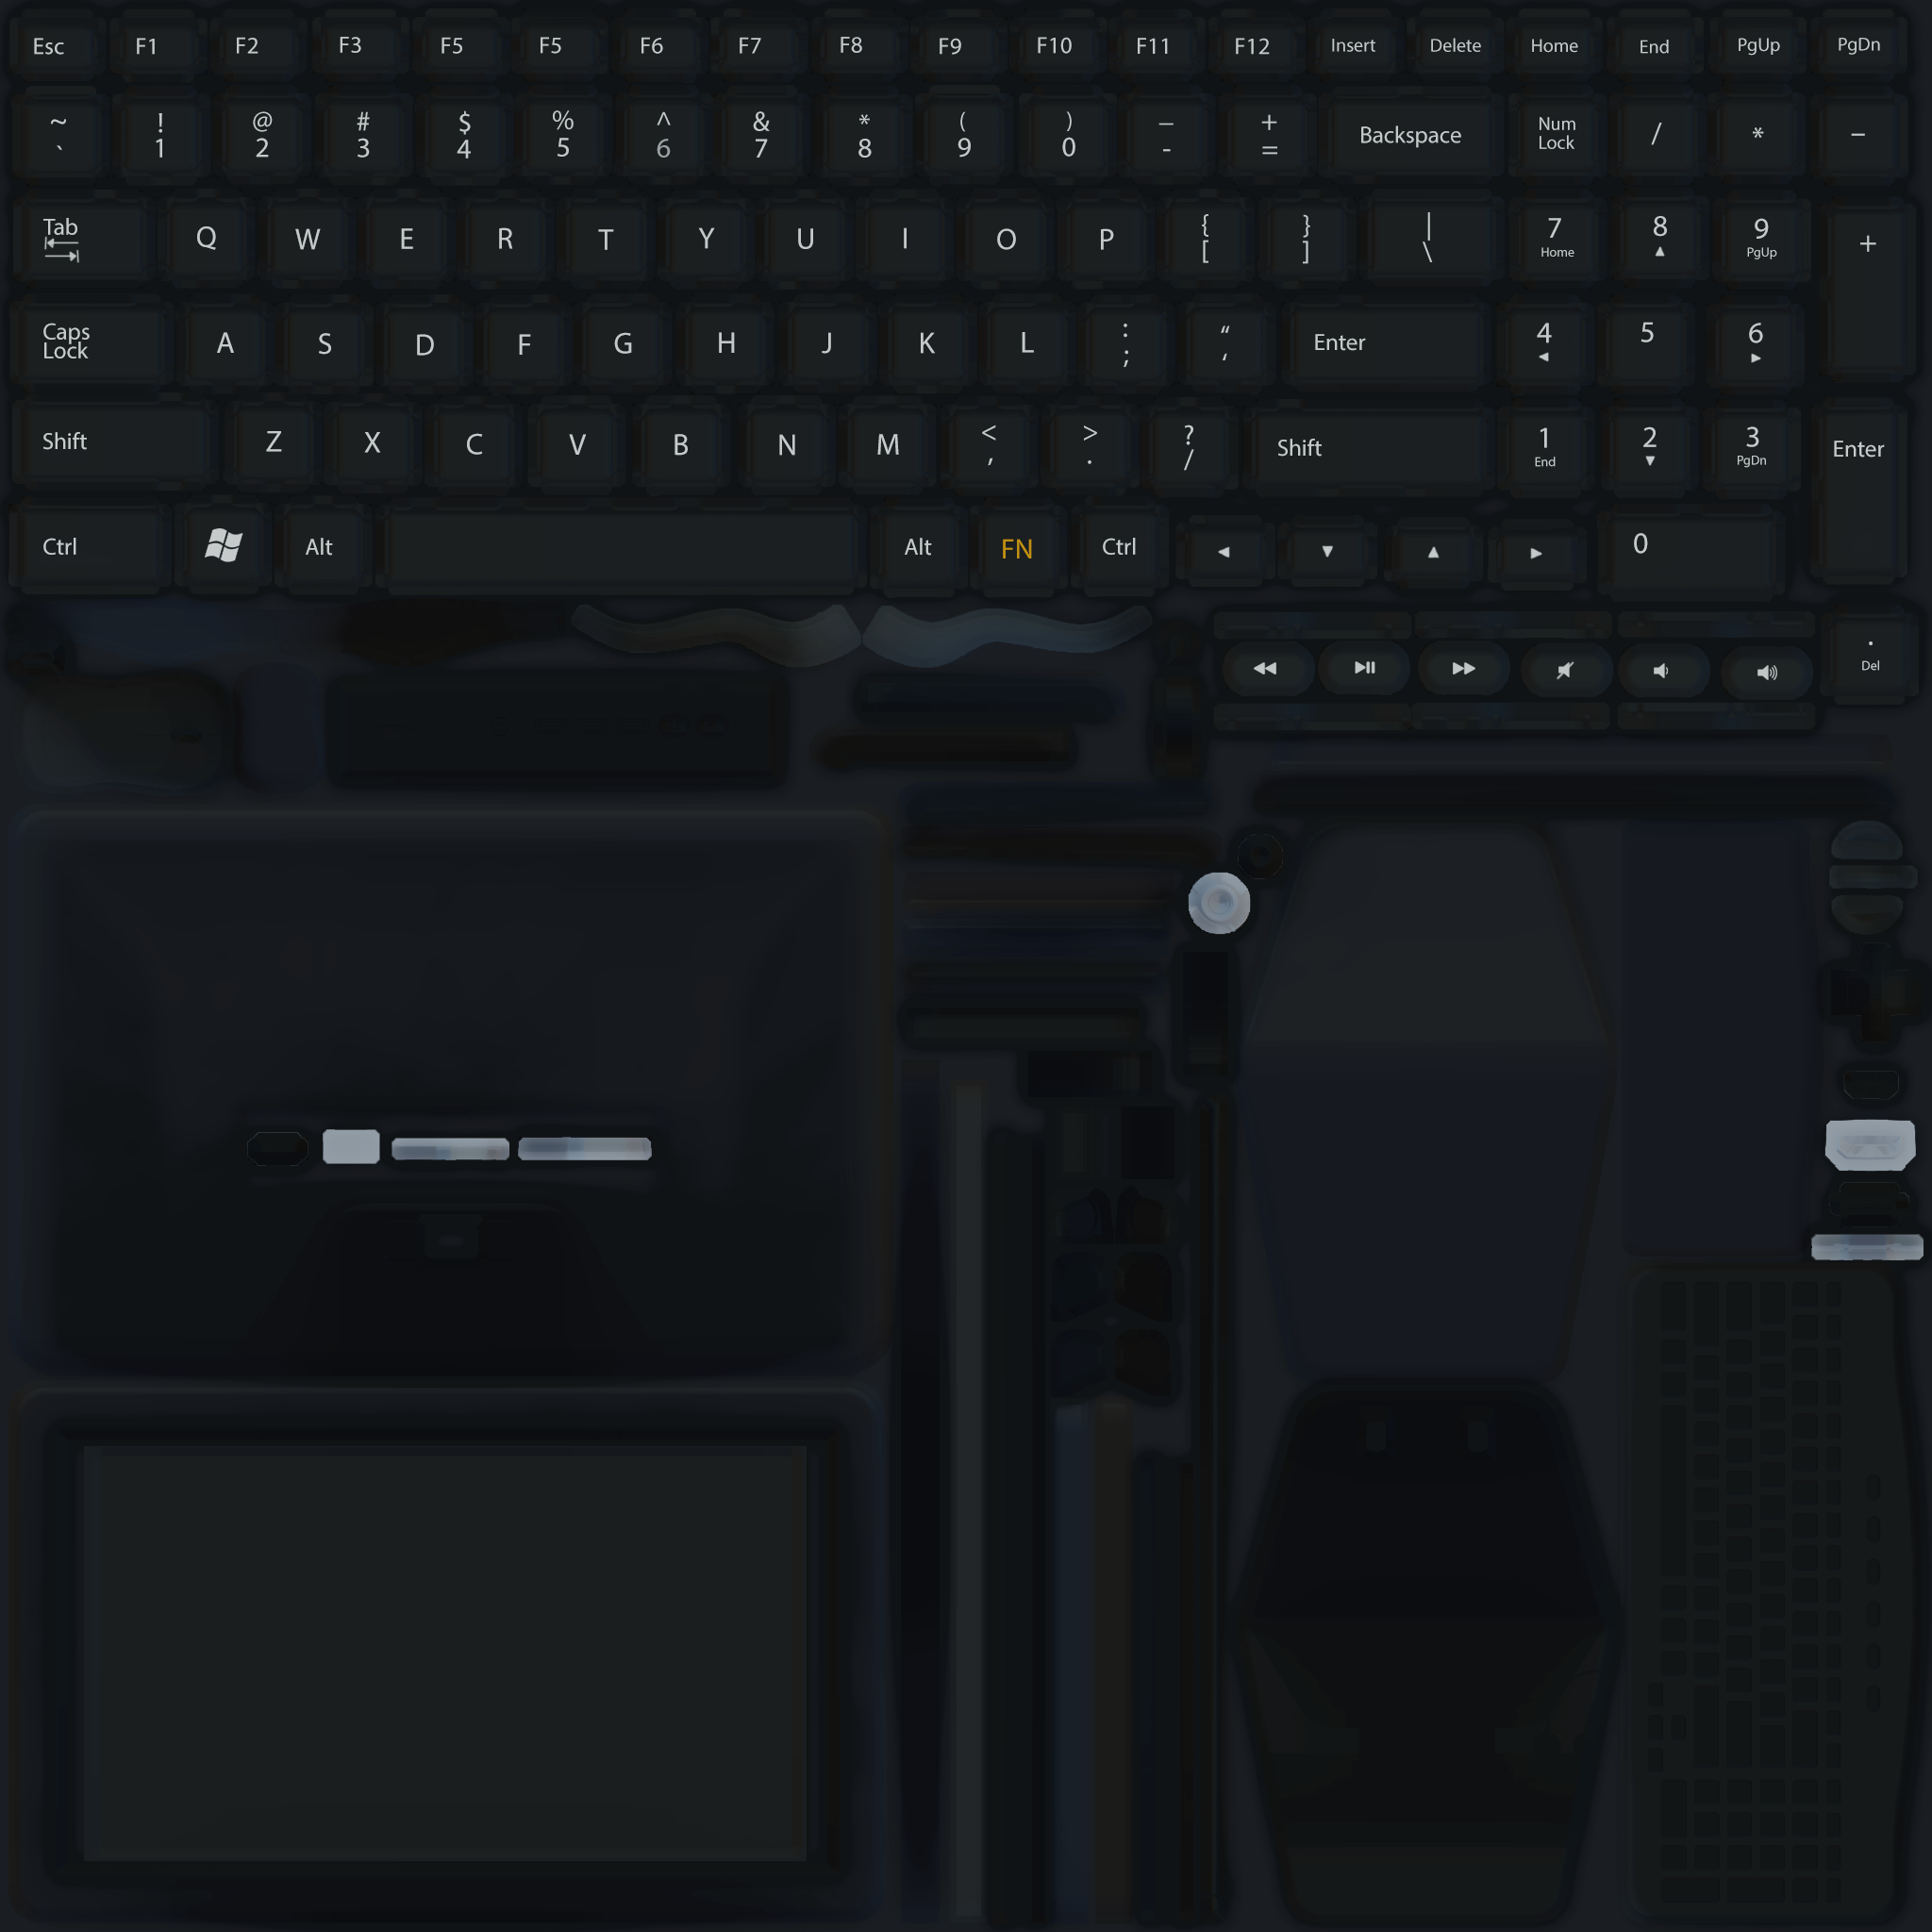 Esc F1 F2 F3 F5 F5 F6 F7 F8 F9 F10 F11 F12 Insert Delete Home End PgUp PgDn
~ ! @ # $ % ^ & * ( ) _ +
` 1 2 3 4 5 6 7 8 9 0 - = Backspace Num Lock / * −
Tab Q W E R T Y U I O P { } | 7 8 9 +
[ ] \ Home ▲ PgUp
Caps Lock A S D F G H J K L : “ Enter 4 5 6
; ‘ ◄ ►
Shift Z X C V B N M < > ? Shift 1 2 3 Enter
, . / End ▼ PgDn
Ctrl Alt Alt FN Ctrl ◄ ▼ ▲ ► 0
.
Del